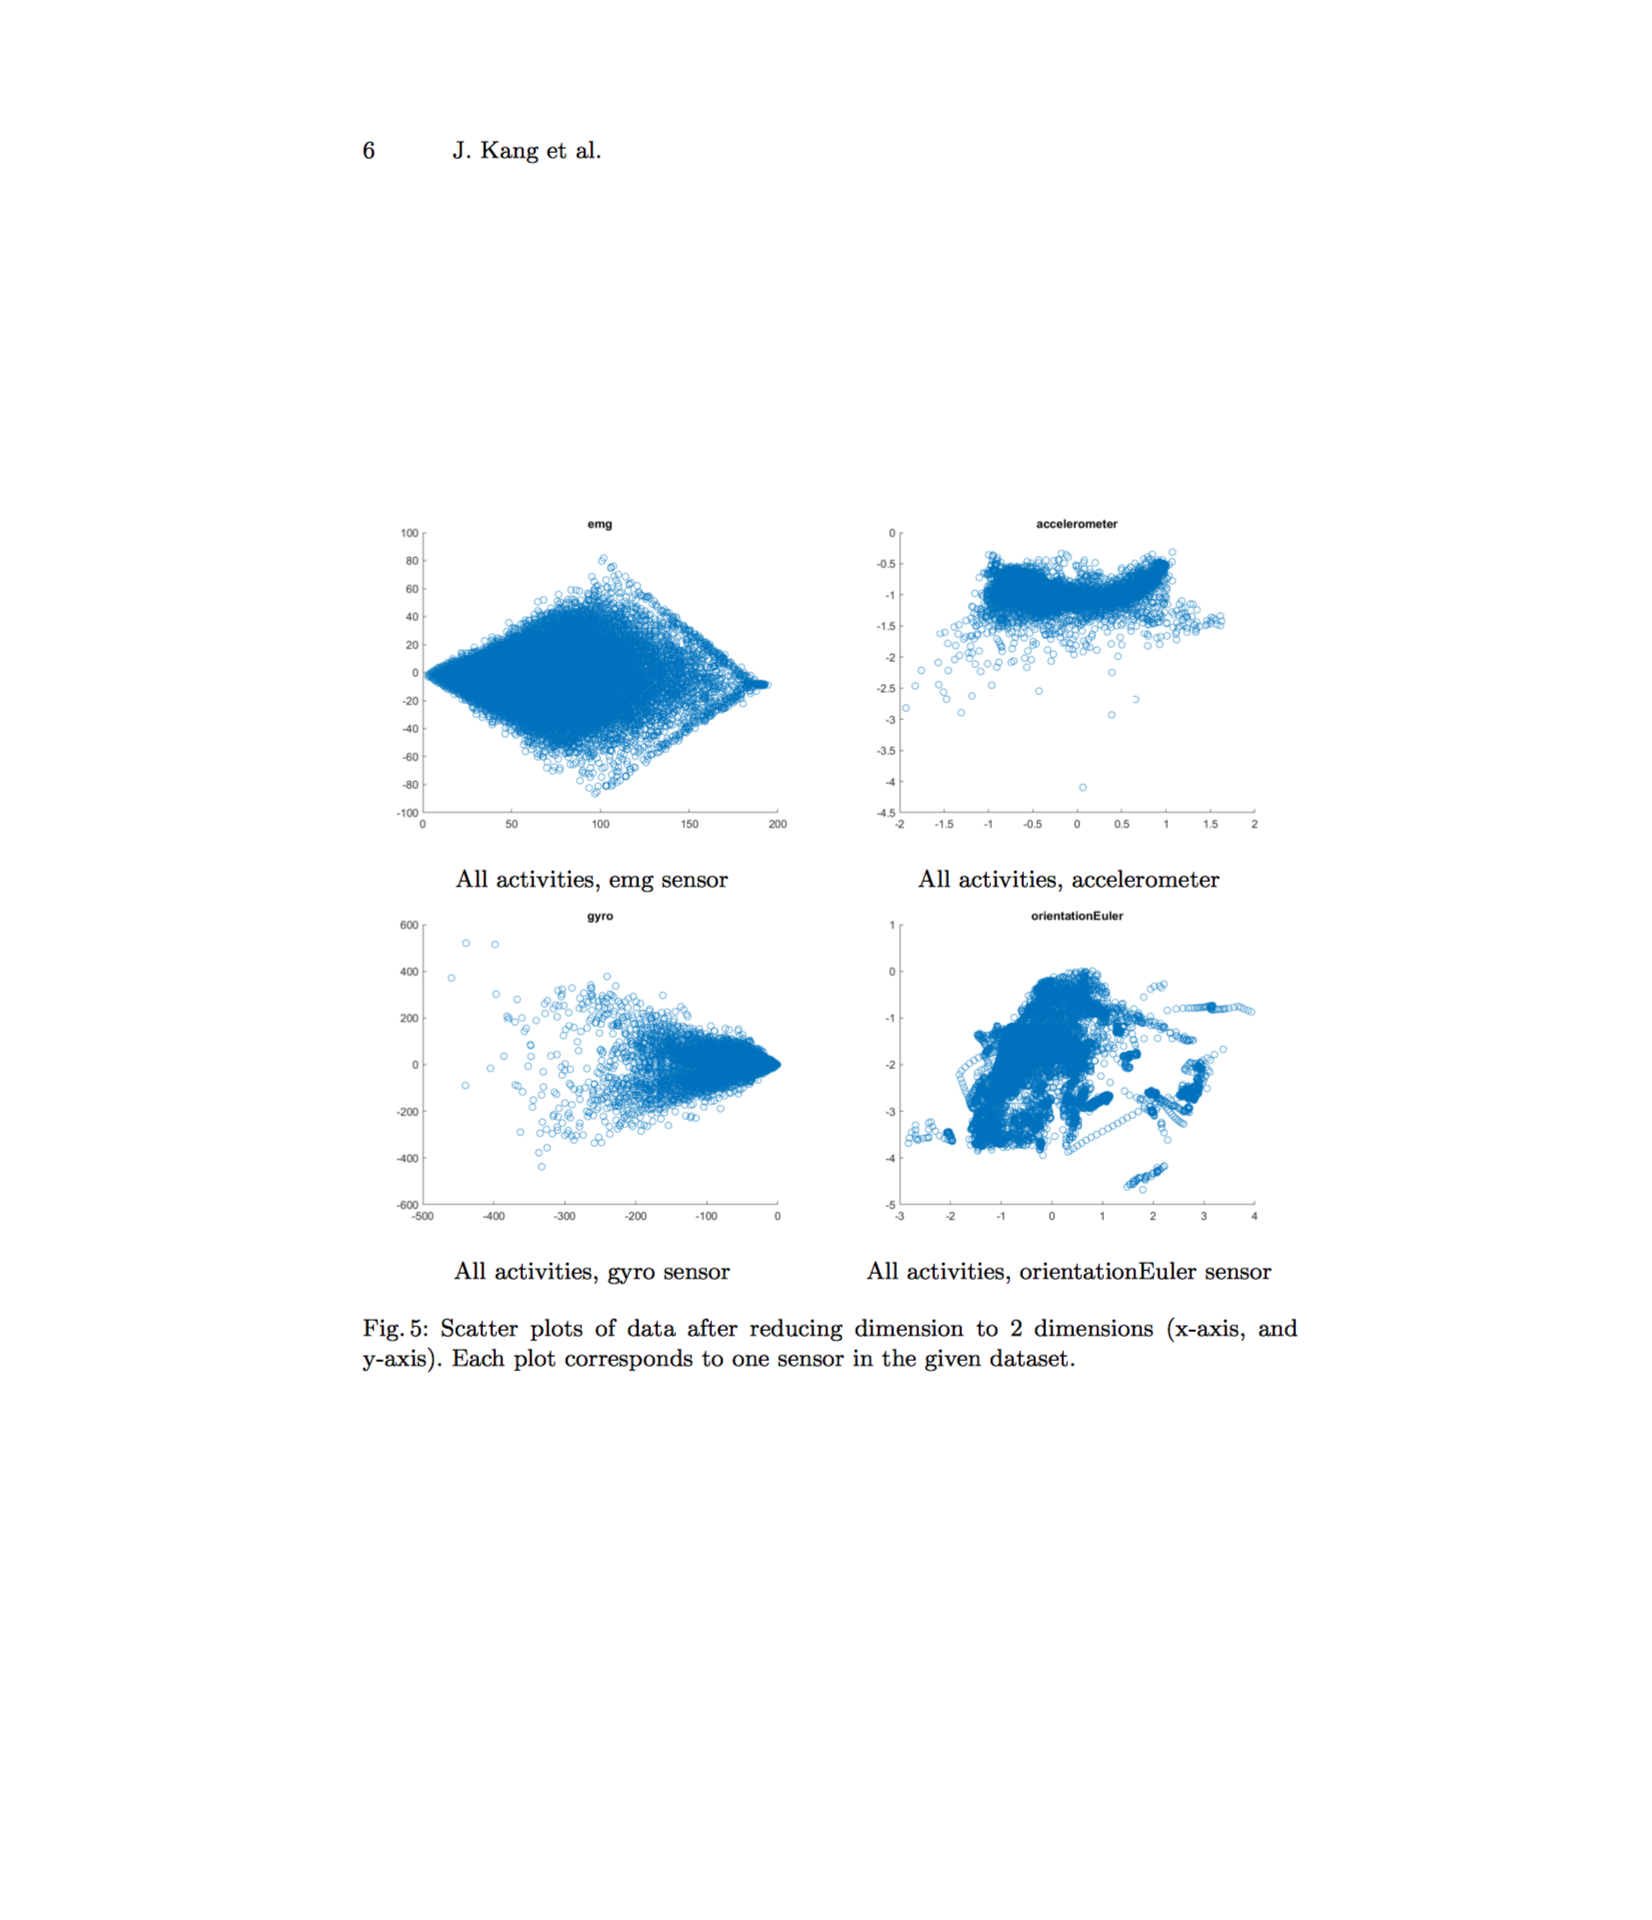 6 J. Kang et al.
emg
100
80
60
40
20
0
-20
-40
-60
-80
-100
0 50 100 150 200
accelerometer
0
-0.5
-1
-1.5
-2
-2.5
-3
-3.5
-4
-4.5
-2 -1.5 -1 -0.5 0 0.5 1 1.5 2
All activities, emg sensor
All activities, accelerometer
gyro
600
400
200
0
-200
-400
-600
-500 -400 -300 -200 -100 0
orientationEuler
1
0
-1
-2
-3
-4
-5
-3 -2 -1 0 1 2 3 4
All activities, gyro sensor
All activities, orientationEuler sensor
Fig. 5: Scatter plots of data after reducing dimension to 2 dimensions (x-axis, and
y-axis). Each plot corresponds to one sensor in the given dataset.